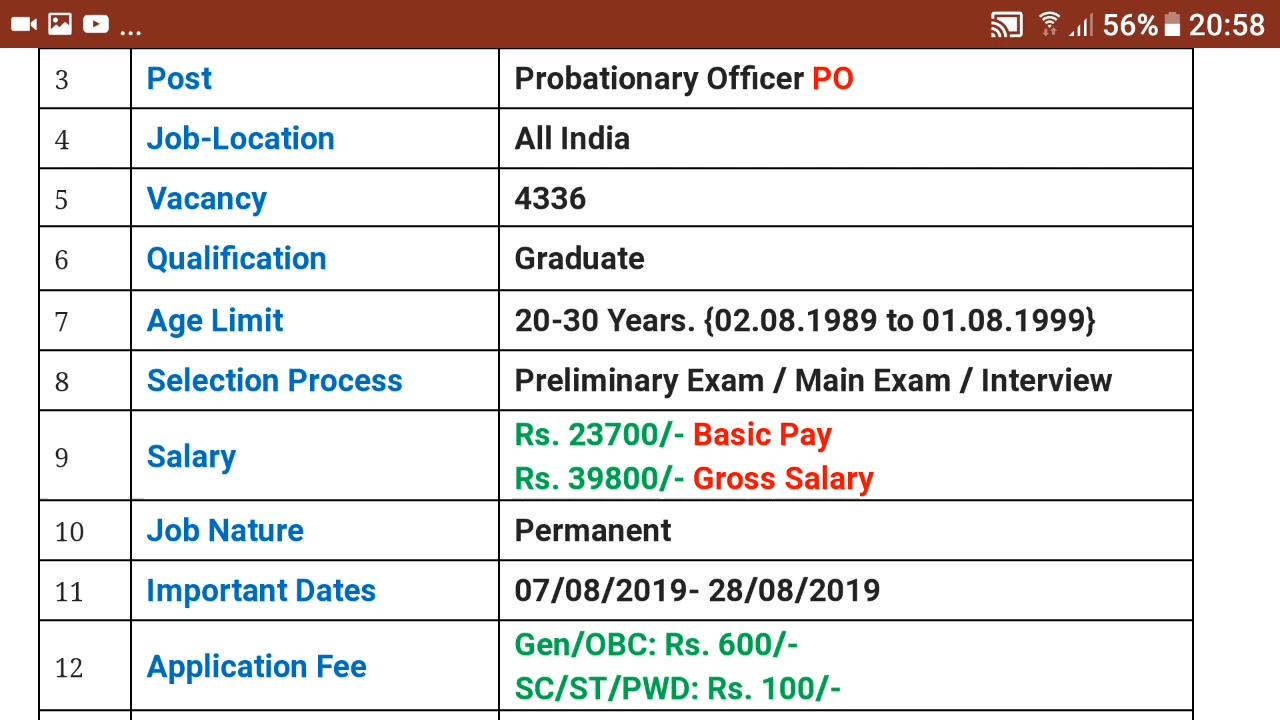 ... 56% 20:58
3 Post Probationary Officer PO
4 Job-Location All India
5 Vacancy 4336
6 Qualification Graduate
7 Age Limit 20-30 Years. {02.08.1989 to 01.08.1999}
8 Selection Process Preliminary Exam / Main Exam / Interview
9 Salary Rs. 23700/- Basic Pay
Rs. 39800/- Gross Salary
10 Job Nature Permanent
11 Important Dates 07/08/2019- 28/08/2019
12 Application Fee Gen/OBC: Rs. 600/-
SC/ST/PWD: Rs. 100/-